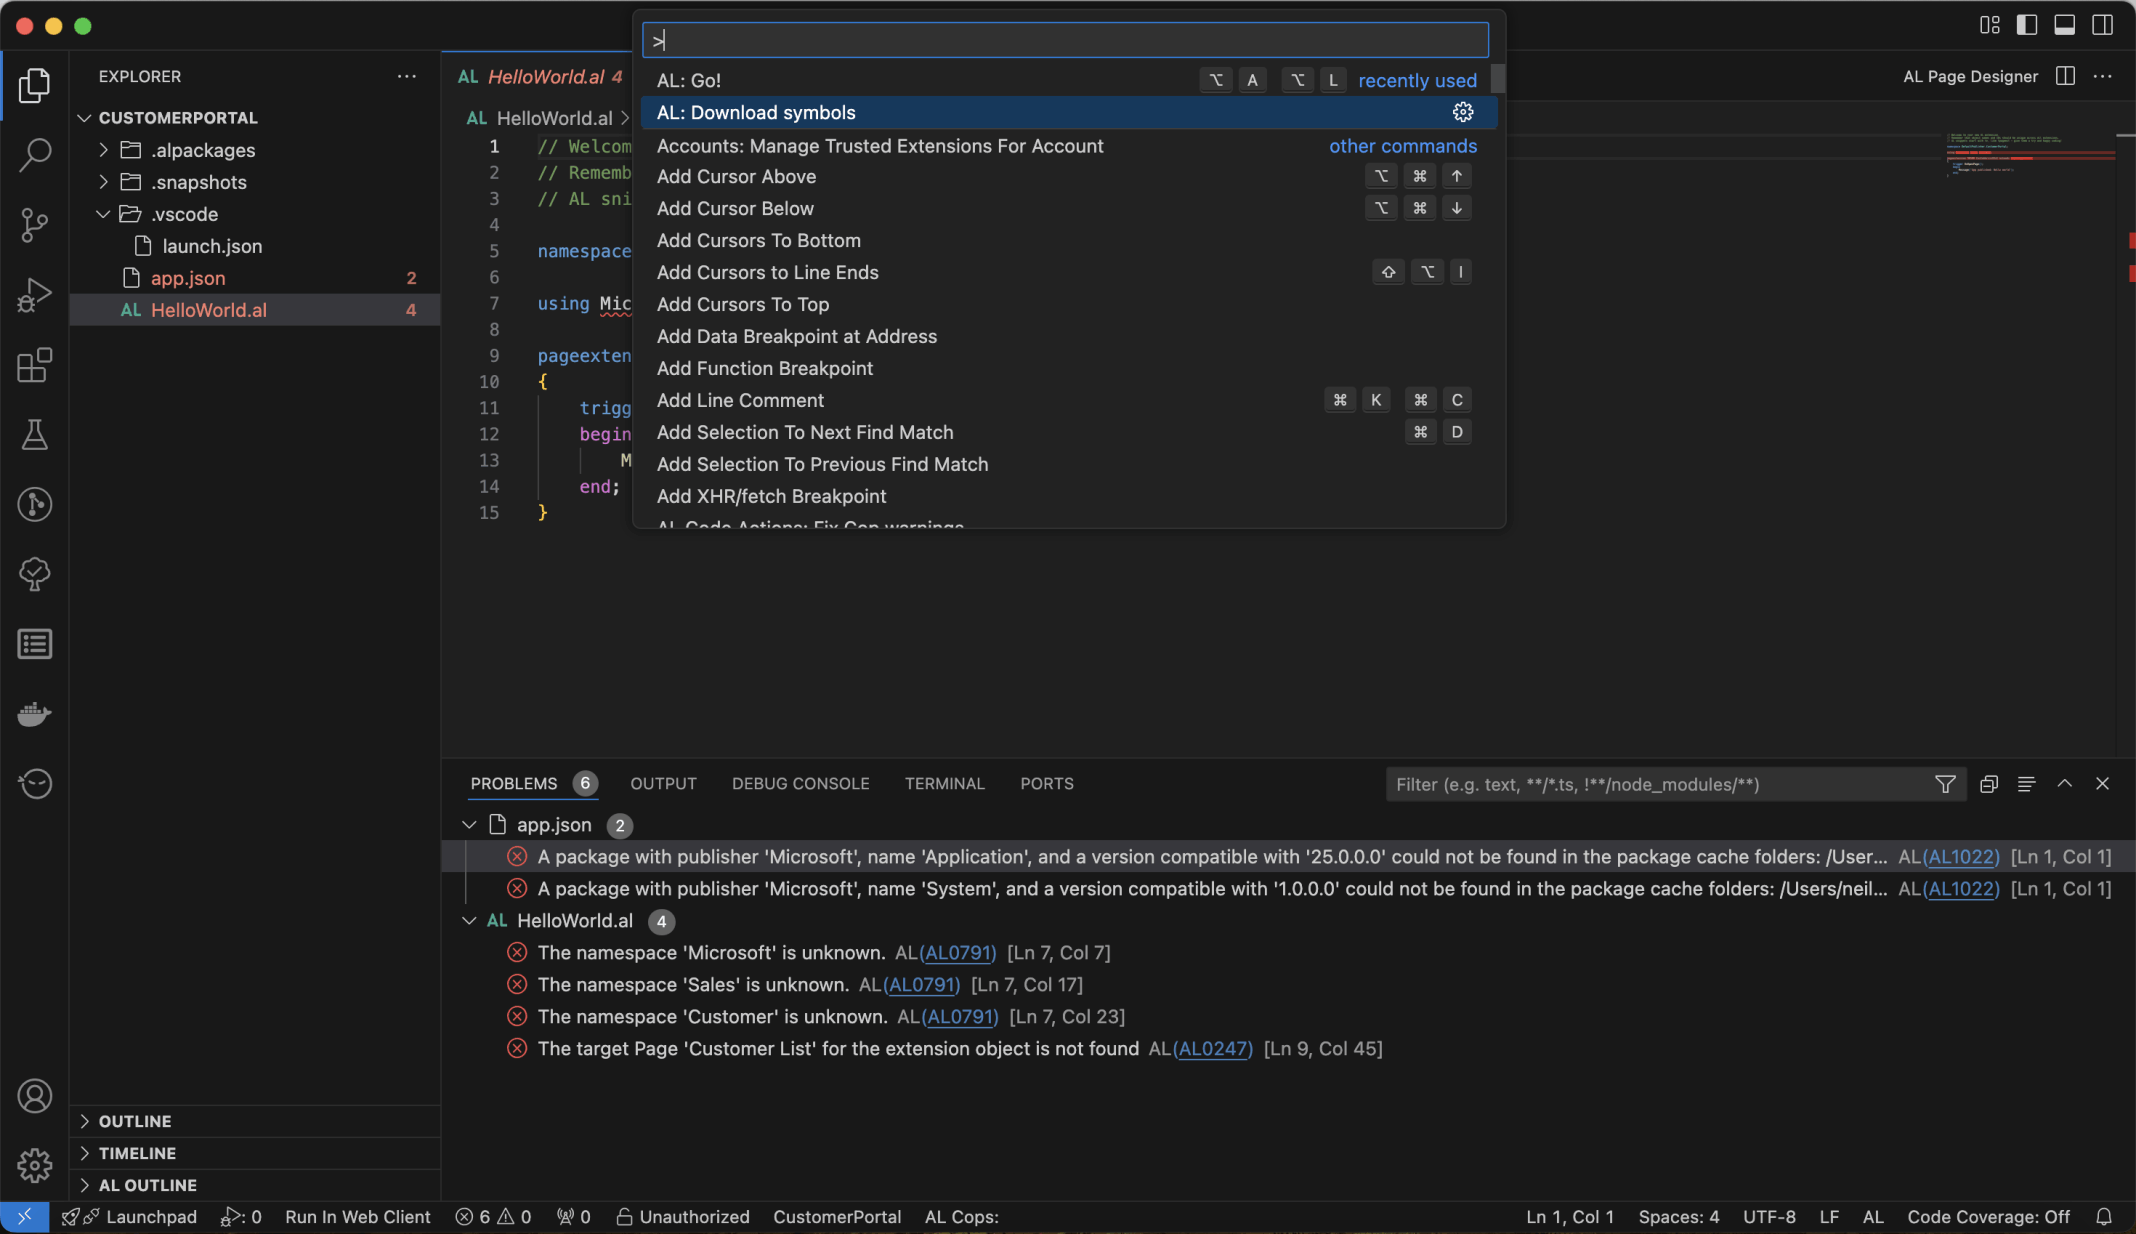 >
AL: Go!
⌥ A ⌥ L recently used
AL: Download symbols
Accounts: Manage Trusted Extensions For Account
other commands
Add Cursor Above
⌥ ⌘ ↑
Add Cursor Below
⌥ ⌘ ↓
Add Cursors To Bottom
Add Cursors to Line Ends
⇧ ⌥ I
Add Cursors To Top
Add Data Breakpoint at Address
Add Function Breakpoint
Add Line Comment
⌘ K ⌘ C
Add Selection To Next Find Match
⌘ D
Add Selection To Previous Find Match
Add XHR/fetch Breakpoint
AL Code Actions: Fix Cop warnings
EXPLORER
CUSTOMERPORTAL
.alpackages
.snapshots
.vscode
launch.json
app.json 2
AL HelloWorld.al 4
OUTLINE
TIMELINE
AL OUTLINE
AL HelloWorld.al 4
AL Page Designer
AL HelloWorld.al >
1 // Welcom
2 // Rememb
3 // AL sni
4
5 namespace
6
7 using Mic
8
9 pageexten
10 {
11 trigg
12 begin
13 M
14 end;
15 }
PROBLEMS 6 OUTPUT DEBUG CONSOLE TERMINAL PORTS
Filter (e.g. text, **/*.ts, !**/node_modules/**)
app.json 2
A package with publisher 'Microsoft', name 'Application', and a version compatible with '25.0.0.0' could not be found in the package cache folders: /User... AL(AL1022) [Ln 1, Col 1]
A package with publisher 'Microsoft', name 'System', and a version compatible with '1.0.0.0' could not be found in the package cache folders: /Users/neil... AL(AL1022) [Ln 1, Col 1]
AL HelloWorld.al 4
The namespace 'Microsoft' is unknown. AL(AL0791) [Ln 7, Col 7]
The namespace 'Sales' is unknown. AL(AL0791) [Ln 7, Col 17]
The namespace 'Customer' is unknown. AL(AL0791) [Ln 7, Col 23]
The target Page 'Customer List' for the extension object is not found AL(AL0247) [Ln 9, Col 45]
Launchpad : 0 Run In Web Client 6 0 0 Unauthorized CustomerPortal AL Cops:
Ln 1, Col 1 Spaces: 4 UTF-8 LF AL Code Coverage: Off